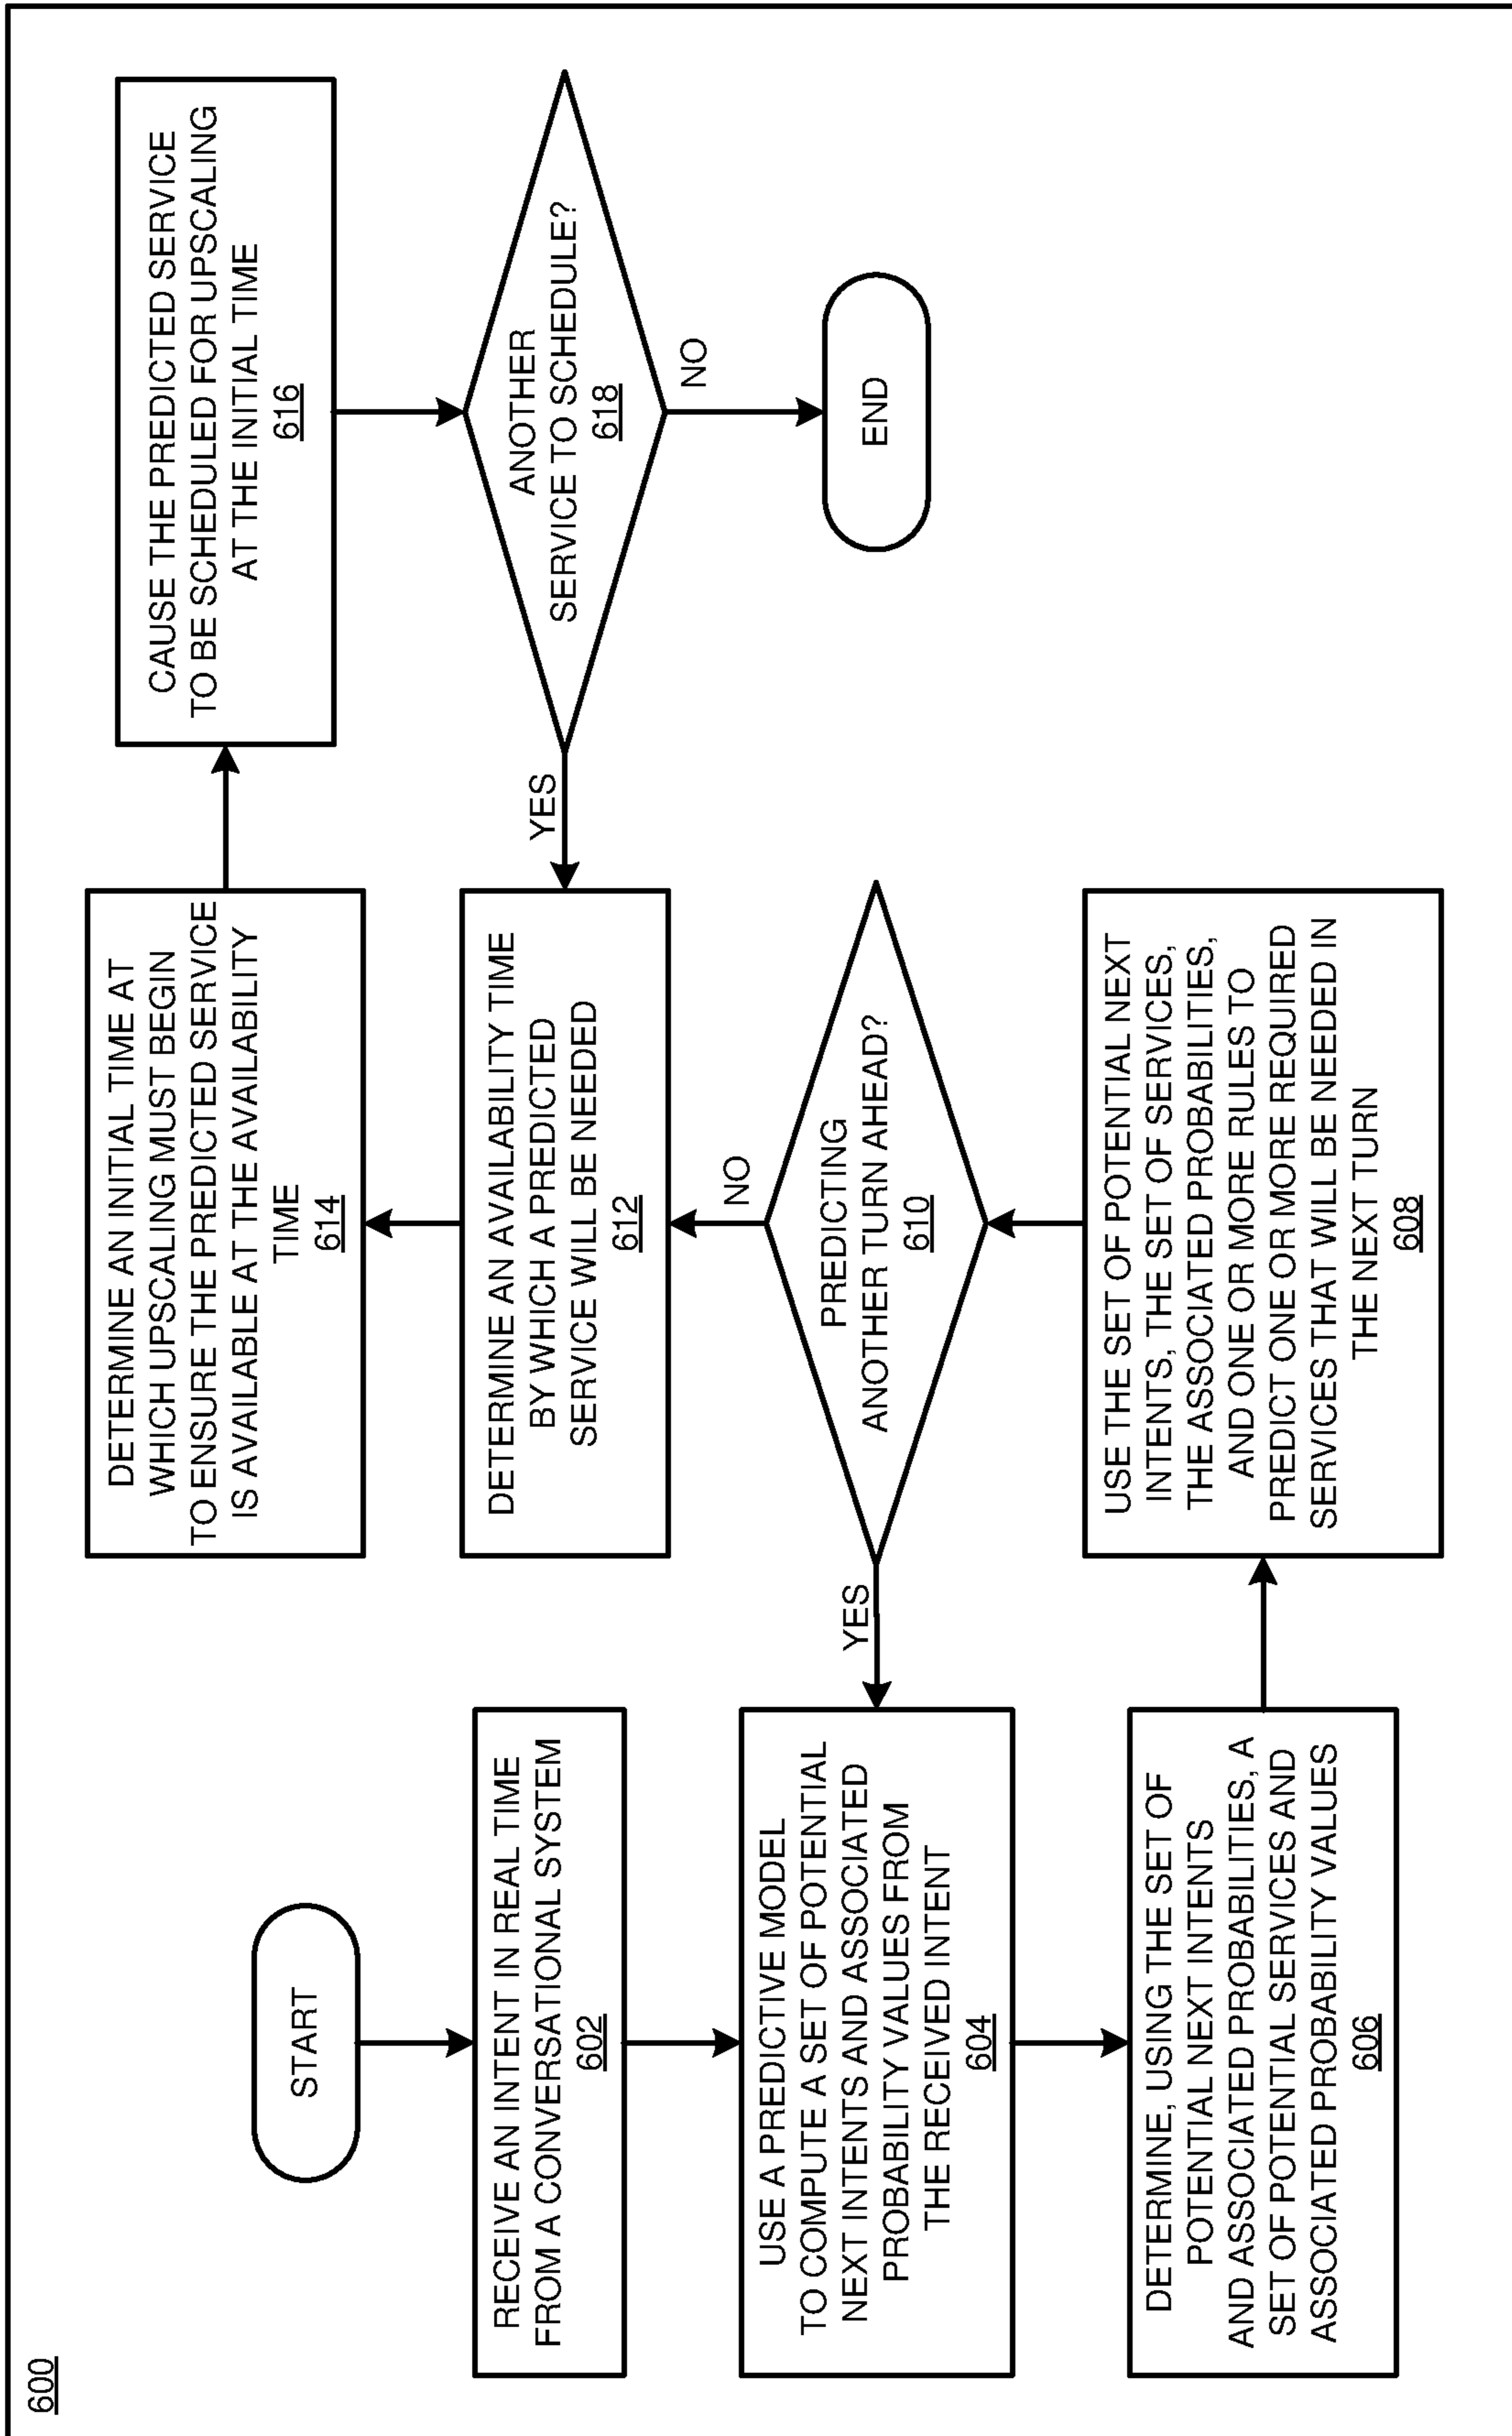 600
START
RECEIVE AN INTENT IN REAL TIME
FROM A CONVERSATIONAL SYSTEM
602
USE A PREDICTIVE MODEL
TO COMPUTE A SET OF POTENTIAL
NEXT INTENTS AND ASSOCIATED
PROBABILITY VALUES FROM
THE RECEIVED INTENT
604
DETERMINE, USING THE SET OF
POTENTIAL NEXT INTENTS
AND ASSOCIATED PROBABILITIES, A
SET OF POTENTIAL SERVICES AND
ASSOCIATED PROBABILITY VALUES
606
USE THE SET OF POTENTIAL NEXT
INTENTS, THE SET OF SERVICES,
THE ASSOCIATED PROBABILITIES,
AND ONE OR MORE RULES TO
PREDICT ONE OR MORE REQUIRED
SERVICES THAT WILL BE NEEDED IN
THE NEXT TURN
608
PREDICTING
ANOTHER TURN AHEAD?
610
YES
NO
DETERMINE AN AVAILABILITY TIME
BY WHICH A PREDICTED
SERVICE WILL BE NEEDED
612
DETERMINE AN INITIAL TIME AT
WHICH UPSCALING MUST BEGIN
TO ENSURE THE PREDICTED SERVICE
IS AVAILABLE AT THE AVAILABILITY
TIME
614
CAUSE THE PREDICTED SERVICE
TO BE SCHEDULED FOR UPSCALING
AT THE INITIAL TIME
616
ANOTHER
SERVICE TO SCHEDULE?
618
YES
NO
END